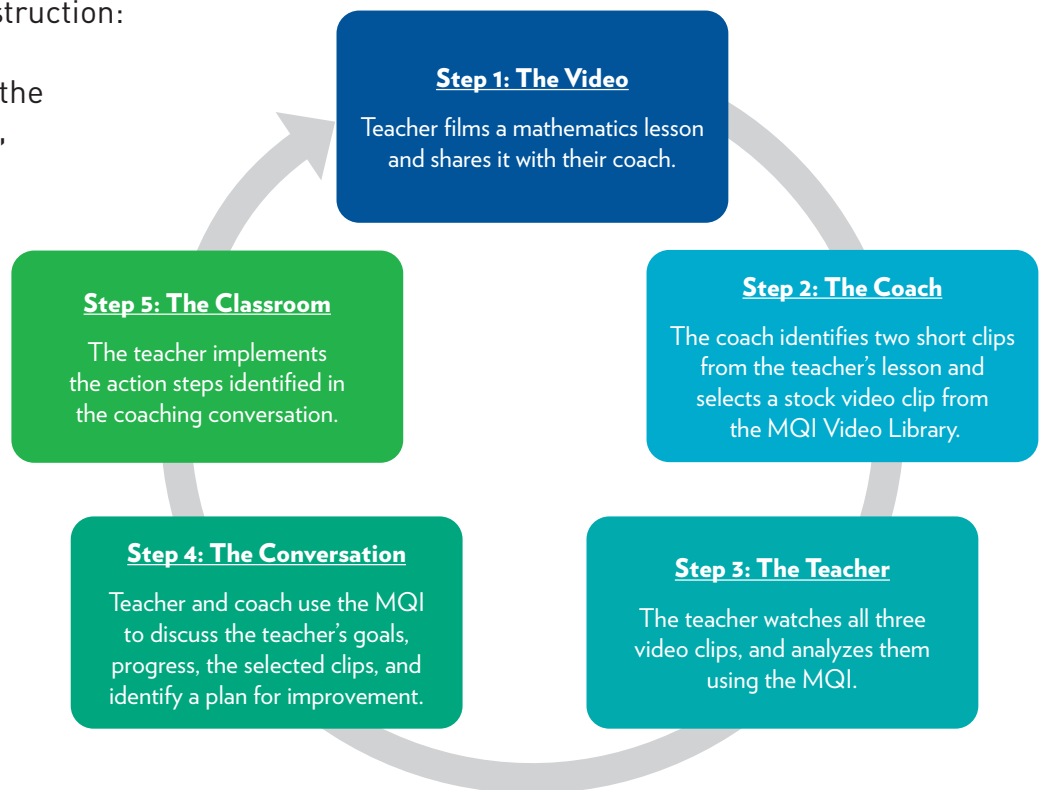 struction:
the
Step 1: The Video
Teacher films a mathematics lesson
and shares it with their coach.
Step 2: The Coach
The coach identifies two short clips
from the teacher's lesson and
selects a stock video clip from
the MQI Video Library.
Step 3: The Teacher
The teacher watches all three
video clips, and analyzes them
using the MQI.
Step 4: The Conversation
Teacher and coach use the MQI
to discuss the teacher's goals,
progress, the selected clips, and
identify a plan for improvement.
Step 5: The Classroom
The teacher implements
the action steps identified in
the coaching conversation.